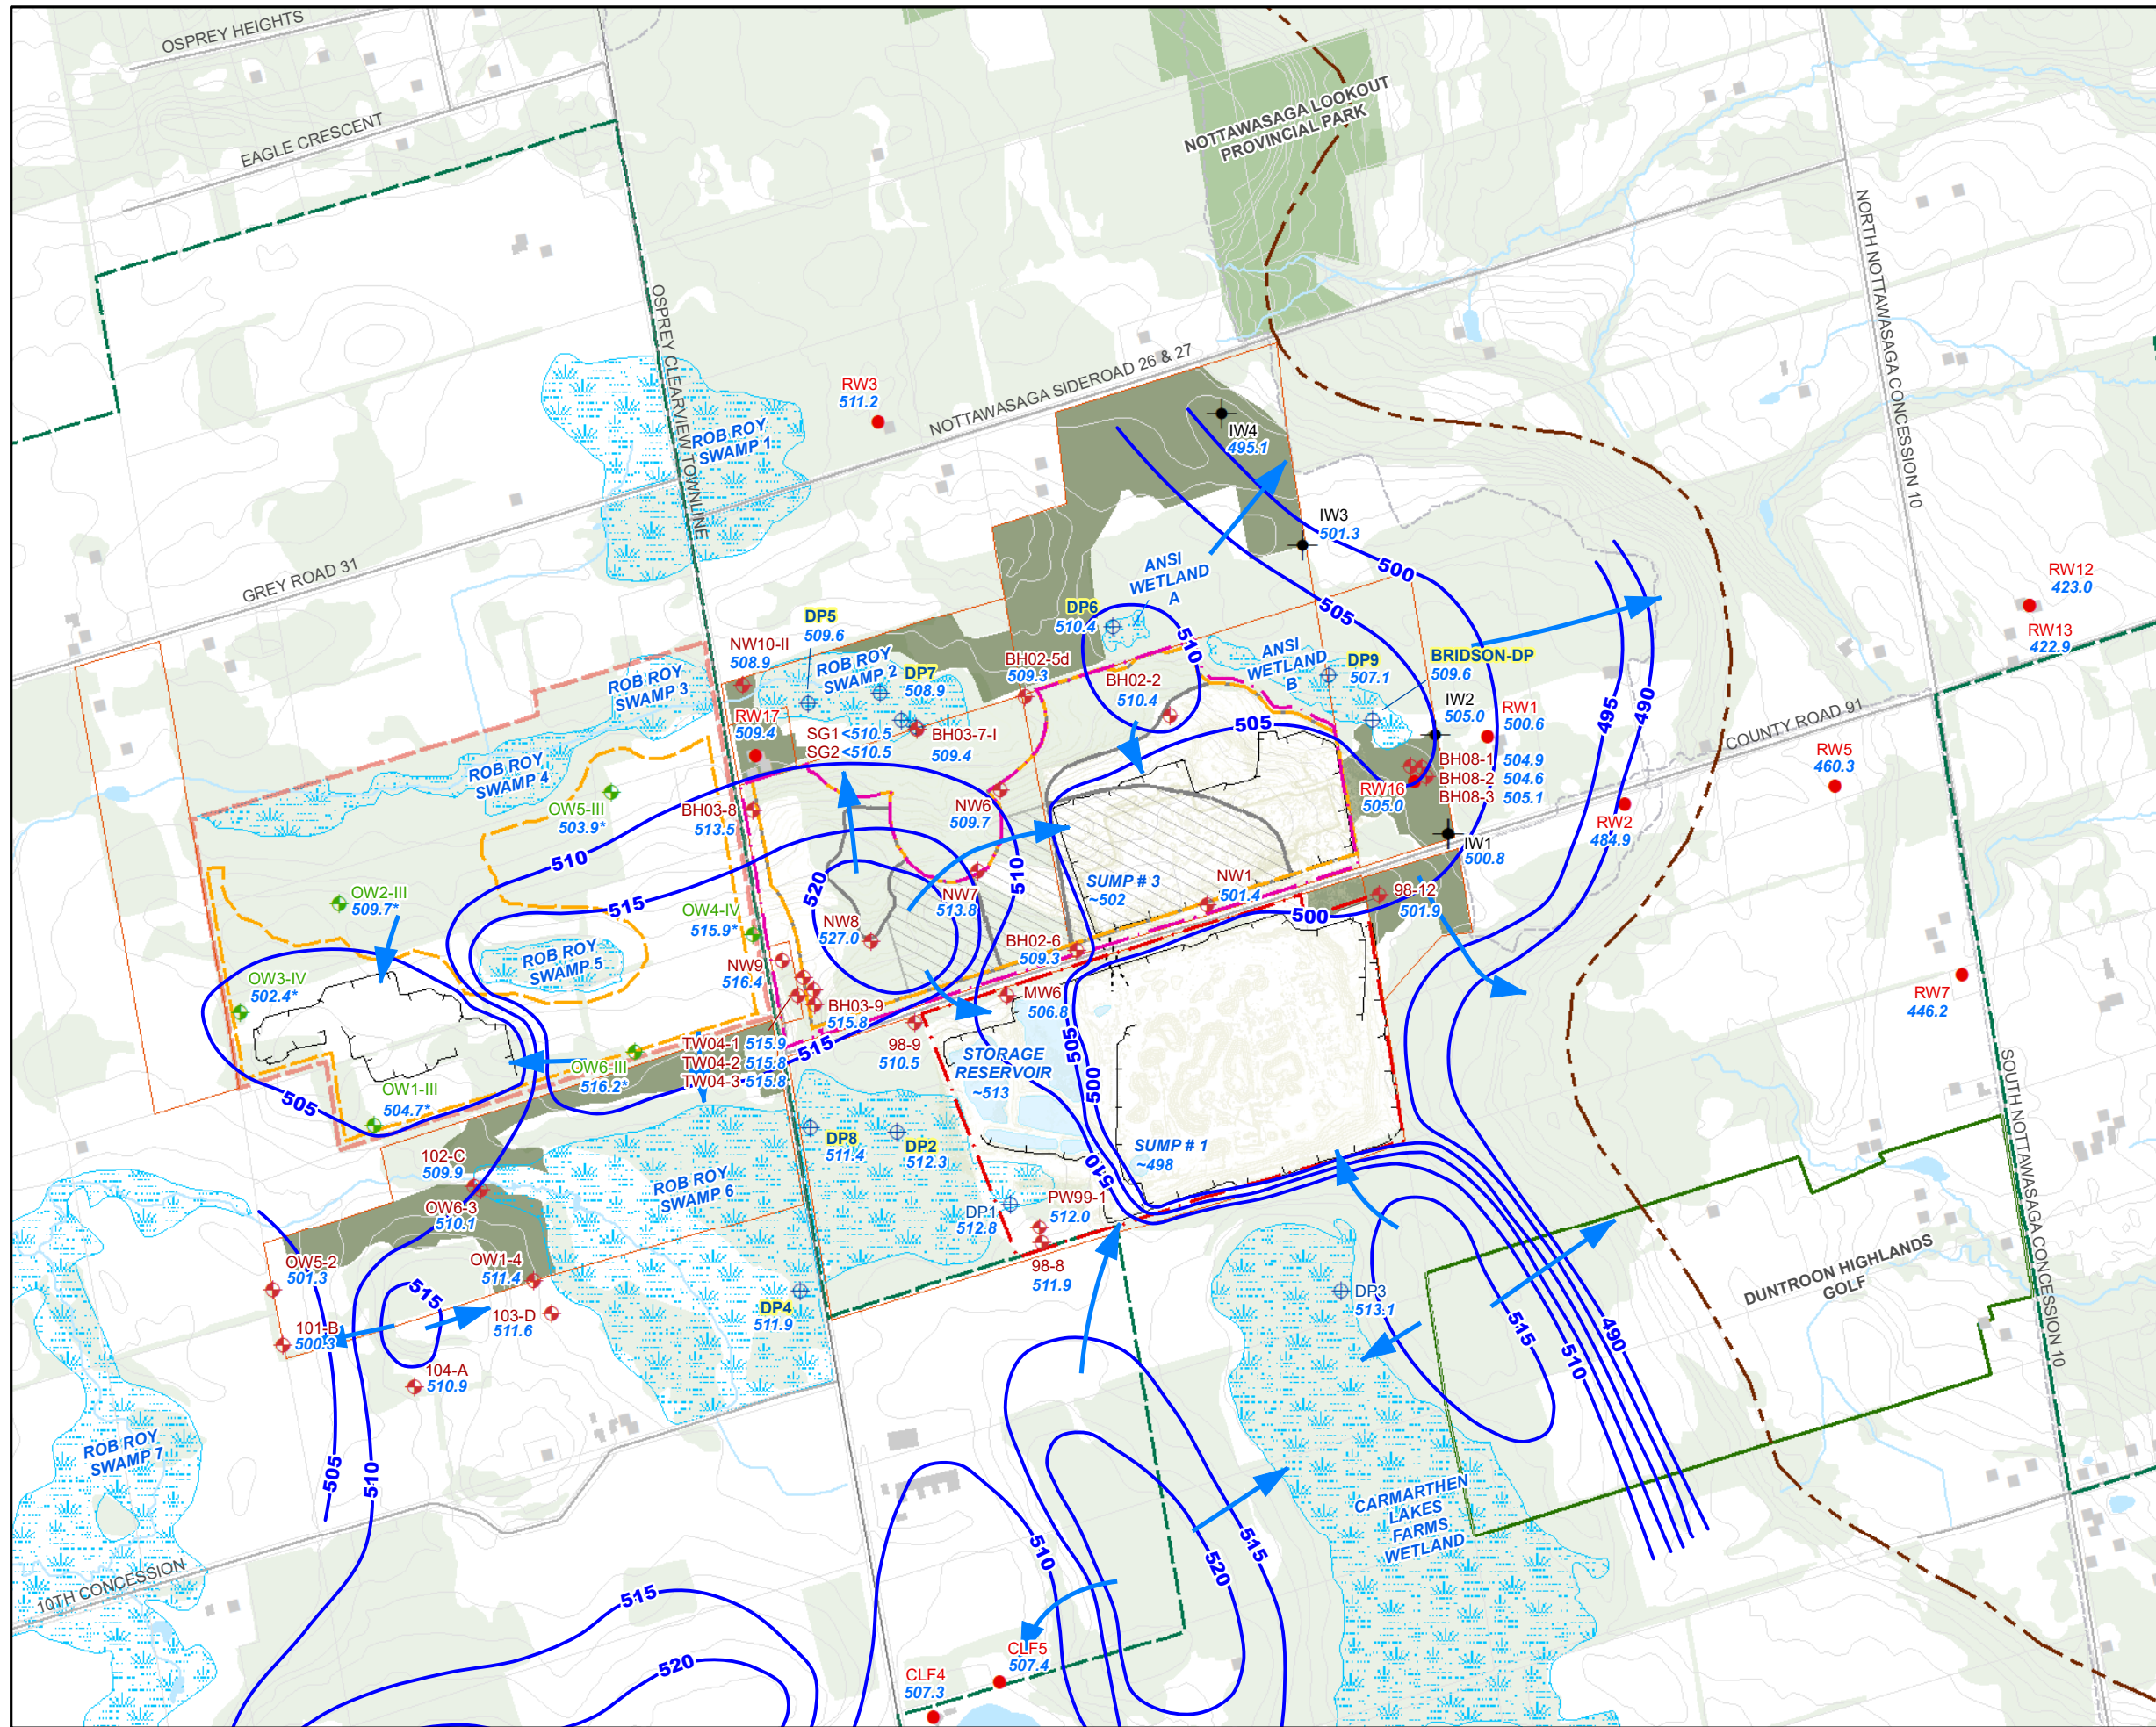 OSPREY HEIGHTS
EAGLE CRESCENT
NOTTAWASAGA LOOKOUT
PROVINCIAL PARK
OSPREY CLEARVIEW TOWNLINE
NORTH NOTTAWASAGA CONCESSION 10
NOTTAWASAGA SIDEROAD 26 & 27
RW3
511.2
ROB ROY
SWAMP 1
IW4
495.1
IW3
501.3
GREY ROAD 31
ANSI
WETLAND
A
500
505
RW12
423.0
RW13
422.9
DP6
510.4
510
DP5
509.6
NW10-II
508.9
ROB ROY
SWAMP 2
DP7
508.9
BH02-5d
509.3
BH02-2
510.4
ANSI
WETLAND
B
DP9
507.1
BRIDSON-DP
509.6
ROB ROY
SWAMP 3
RW17
509.4
SG1 <510.5
SG2 <510.5
BH03-7-I
509.4
505
IW2
505.0
RW1
500.6
495
490
COUNTY ROAD 91
RW5
460.3
ROB ROY
SWAMP 4
OW5-III
503.9*
BH03-8
513.5
NW6
509.7
BH08-1 504.9
BH08-2 504.6
BH08-3 505.1
RW16
505.0
RW2
484.9
IW1
500.8
510
510
520
NW7
513.8
SUMP # 3
~502
NW1
501.4
98-12
501.9
500
OW2-III
509.7*
515
OW4-IV
515.9*
NW8
527.0
BH02-6
509.3
ROB ROY
SWAMP 5
NW9
516.4
OW3-IV
502.4*
BH03-9
515.8
MW6
506.8
RW7
446.2
98-9
510.5
515
TW04-1 515.9
TW04-2 515.8
TW04-3 515.8
STORAGE
RESERVOIR
~513
505
500
OW6-III
516.2*
OW1-III
504.7*
505
DP8
511.4
DP2
512.3
SUMP # 1
~498
510
102-C
509.9
ROB ROY
SWAMP 6
OW6-3
510.1
DP1
512.8
PW99-1
512.0
SOUTH NOTTAWASAGA CONCESSION 10
OW5-2
501.3
OW1-4
511.4
98-8
511.9
DUNTROON HIGHLANDS
GOLF
515
103-D
511.6
DP4
511.9
DP3
513.1
101-B
500.3
104-A
510.9
515
510
490
ROB ROY
SWAMP 7
505
510
CARMARTHEN
LAKES
FARMS
WETLAND
10TH CONCESSION
510
515
520
515
520
CLF5
507.4
CLF4
507.3